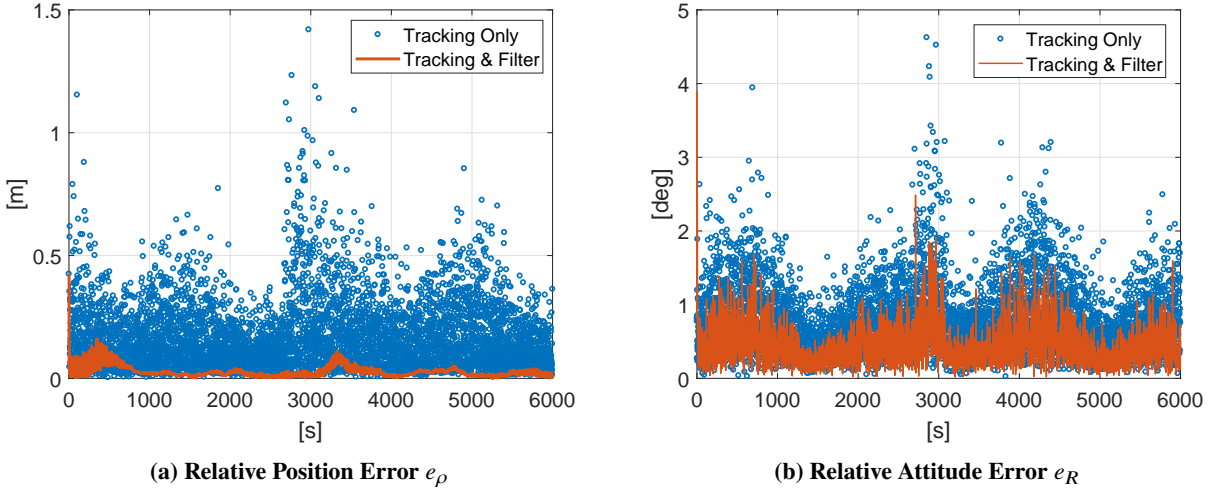 1.5
1
0.5
0
[m]
0 1000 2000 3000 4000 5000 6000
[s]
Tracking Only
Tracking & Filter
(a) Relative Position Error eρ
5
4
3
2
1
0
[deg]
0 1000 2000 3000 4000 5000 6000
[s]
Tracking Only
Tracking & Filter
(b) Relative Attitude Error eR